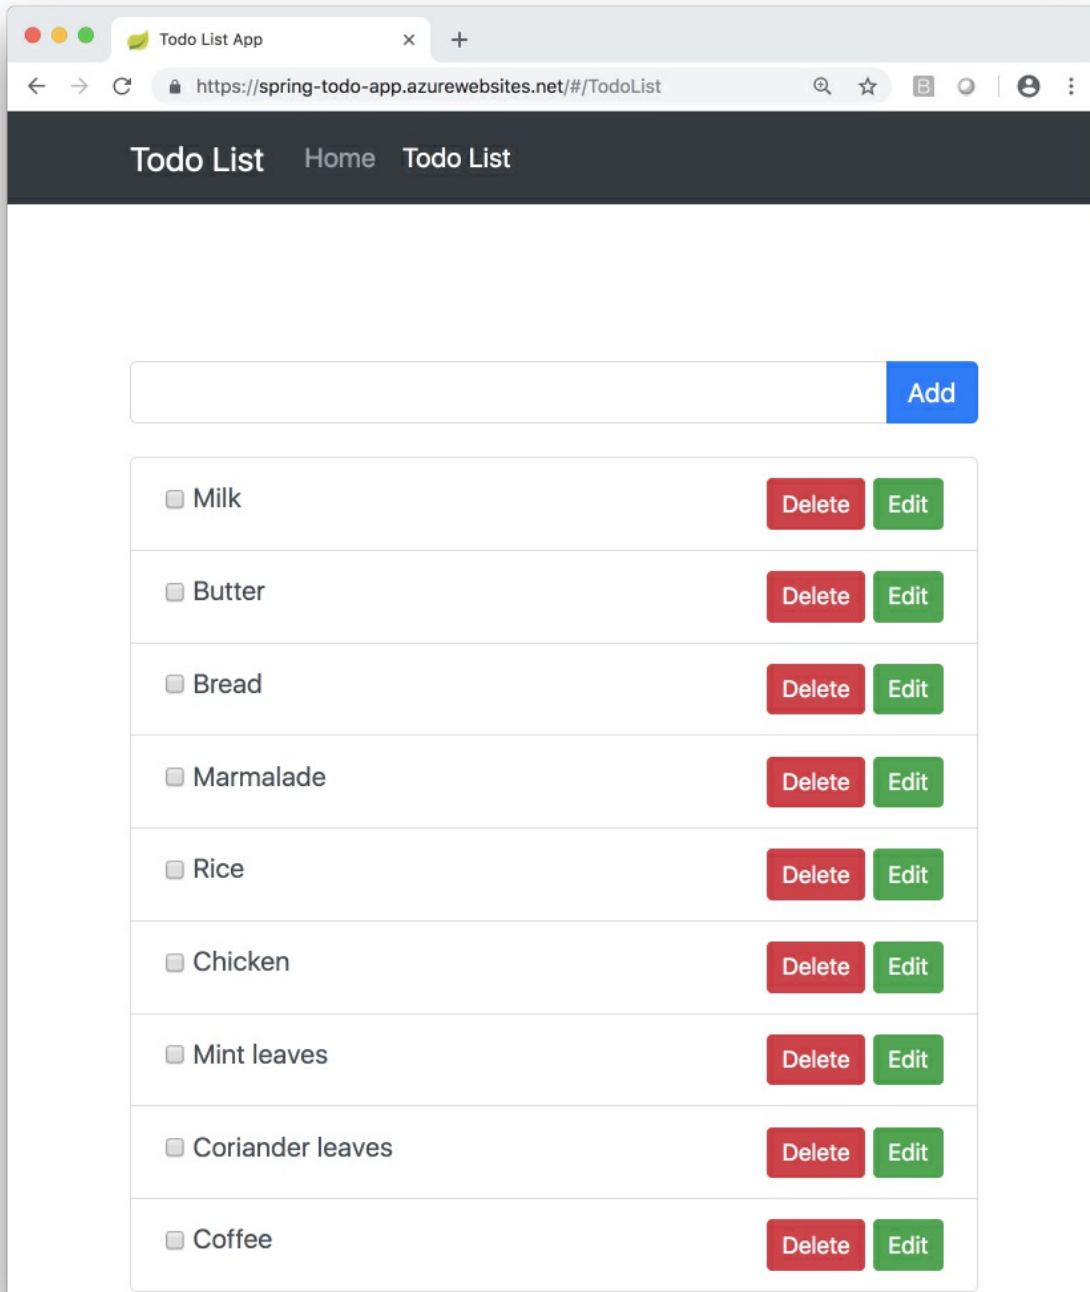 Todo List App
https://spring-todo-app.azurewebsites.net/#/TodoList
B
Todo List Home Todo List
Add
Milk Delete Edit
Butter Delete Edit
Bread Delete Edit
Marmalade Delete Edit
Rice Delete Edit
Chicken Delete Edit
Mint leaves Delete Edit
Coriander leaves Delete Edit
Coffee Delete Edit